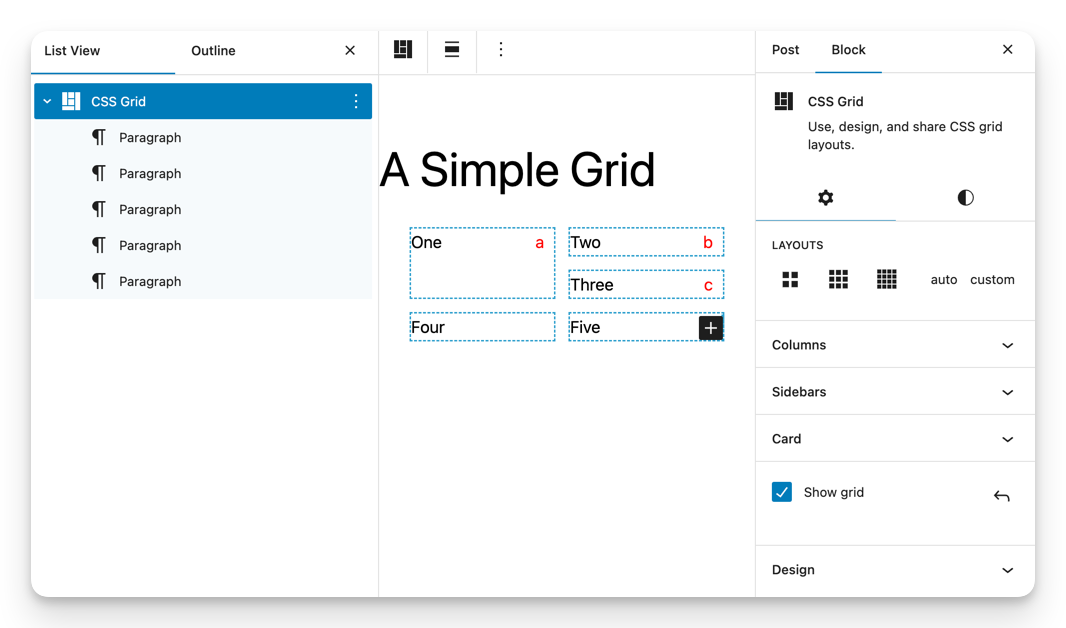 List View
Outline
CSS Grid
Paragraph
Paragraph
Paragraph
Paragraph
Paragraph
A Simple Grid
One a
Two b
Three c
Four
Five
Post
Block
CSS Grid
Use, design, and share CSS grid
layouts.
LAYOUTS
auto
custom
Columns
Sidebars
Card
Show grid
Design